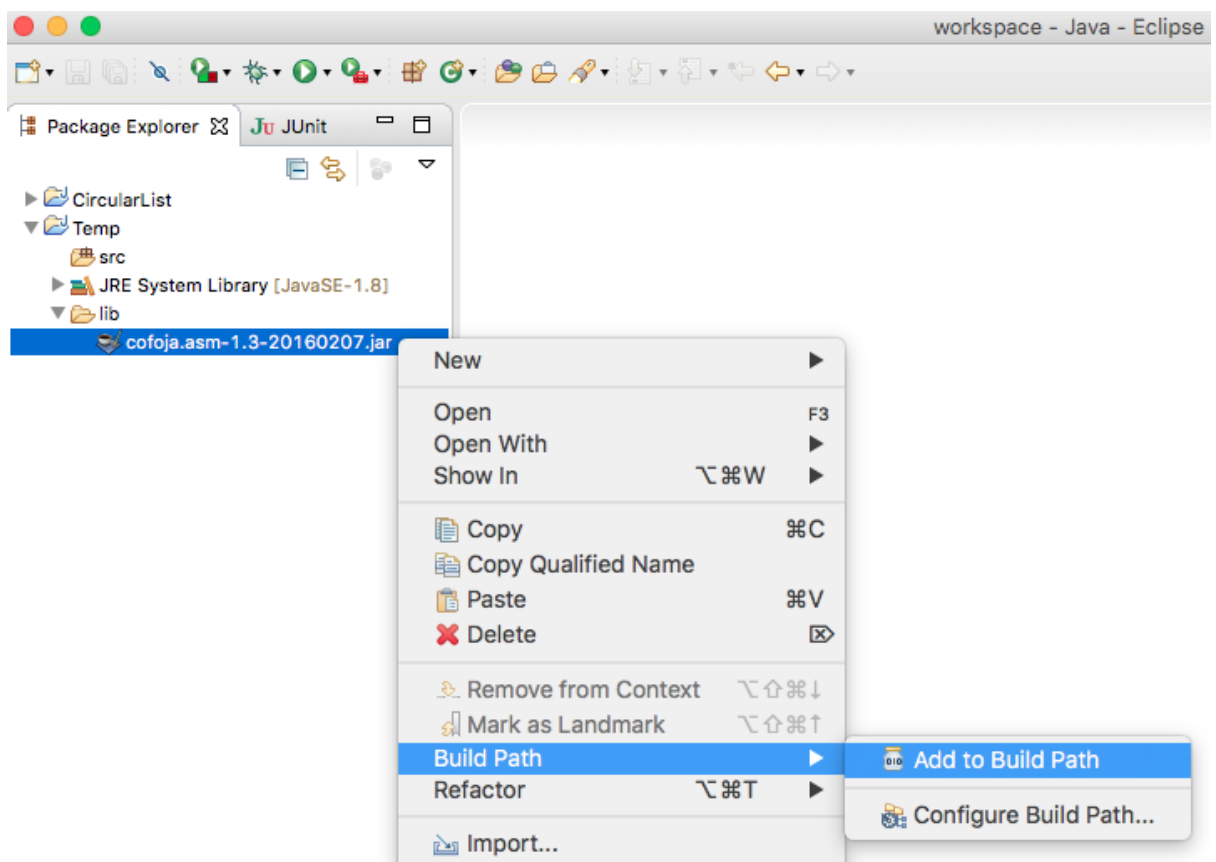 workspace - Java - Eclipse
Package Explorer
JU JUnit
CircularList
Temp
src
JRE System Library [JavaSE-1.8]
lib
cofoja.asm-1.3-20160207.jar
New
Open F3
Open With
Show In ⌥⌘W
Copy ⌘C
Copy Qualified Name
Paste ⌘V
Delete ⌦
Remove from Context ⌥⇧⌘↓
Mark as Landmark ⌥⇧⌘↑
Build Path
Add to Build Path
Refactor ⌥⌘T
Configure Build Path...
Import...